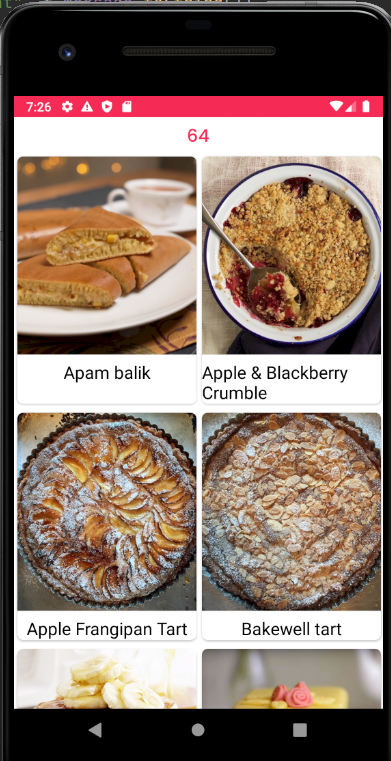 7:26
64
Apam balik
Apple & Blackberry
Crumble
Apple Frangipan Tart
Bakewell tart